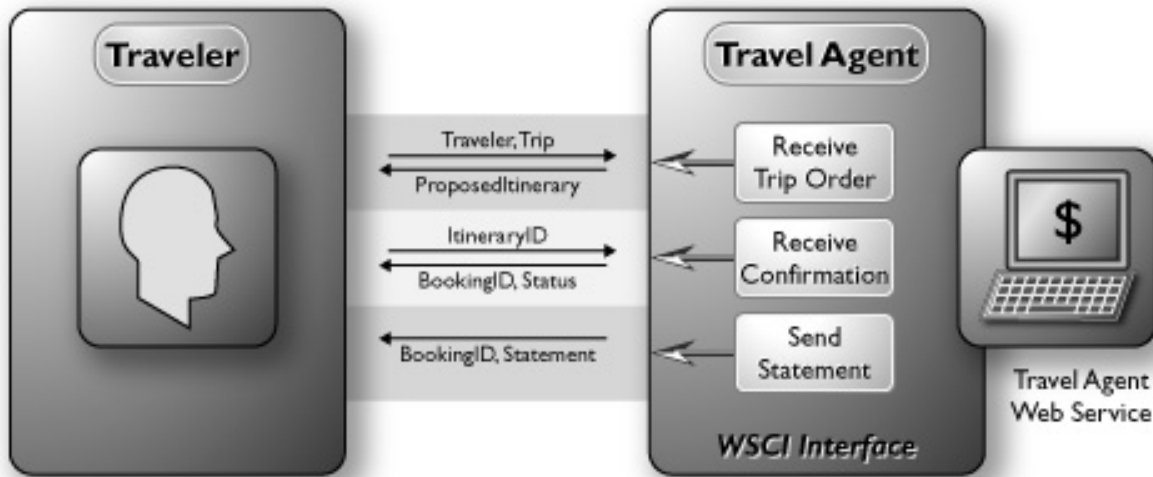 Traveler
Travel Agent
Traveler, Trip
ProposedItinerary
Receive
Trip Order
ItineraryID
BookingID, Status
Receive
Confirmation
$
BookingID, Statement
Send
Statement
Travel Agent
Web Service
WSCI Interface